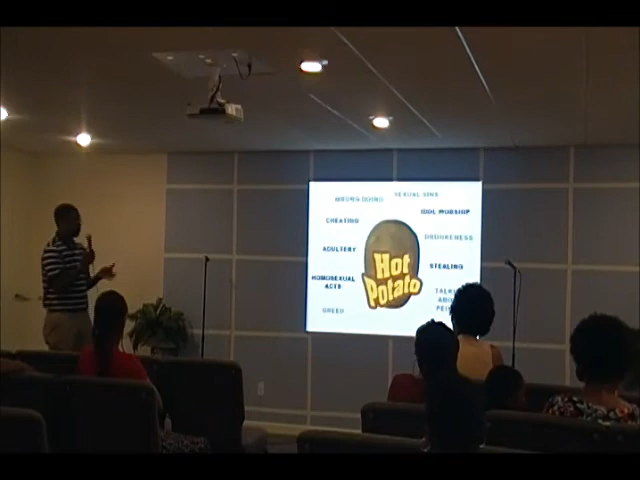 SEXUAL SINS
WRONG DOING
IDOL WORSHIP
CHEATING
DRUNKENESS
ADULTERY
Hot
Potato
STEALING
HOMOSEXUAL
ACTS
GREED